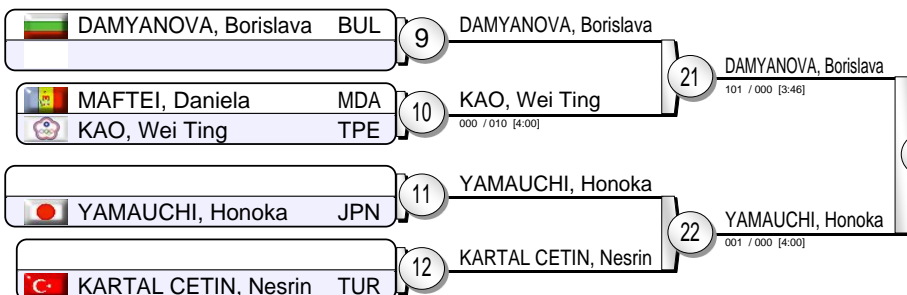 DAMYANOVA, Borislava BUL
9
DAMYANOVA, Borislava
21
DAMYANOVA, Borislava
101 / 000 [3:46]
MAFTEI, Daniela MDA
KAO, Wei Ting TPE
10
KAO, Wei Ting
000 / 010 [4:00]
YAMAUCHI, Honoka JPN
11
YAMAUCHI, Honoka
22
YAMAUCHI, Honoka
001 / 000 [4:00]
KARTAL CETIN, Nesrin TUR
12
KARTAL CETIN, Nesrin